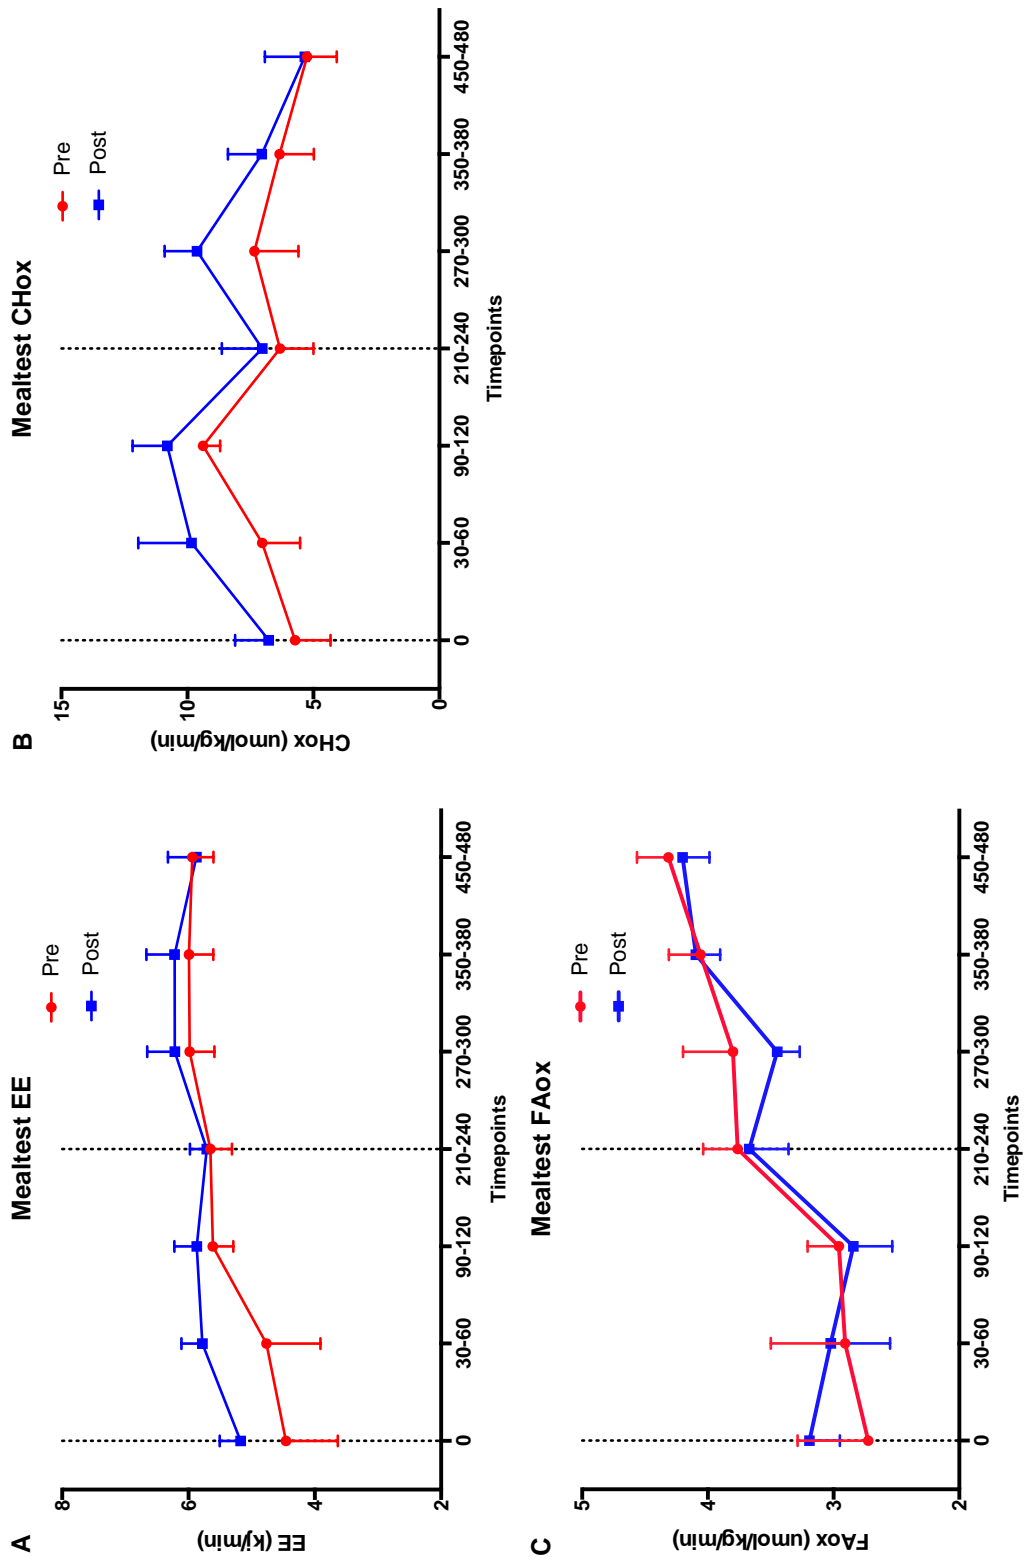 A
Mealtest EE
Pre
Post
8
6
4
2
EE (kj/min)
0
30-60
90-120
210-240
270-300
350-380
450-480
Timepoints
B
Mealtest CHox
Pre
Post
15
10
5
0
CHox (umol/kg/min)
0
30-60
90-120
210-240
270-300
350-380
450-480
Timepoints
C
Mealtest FAox
Pre
Post
5
4
3
2
FAox (umol/kg/min)
0
30-60
90-120
210-240
270-300
350-380
450-480
Timepoints